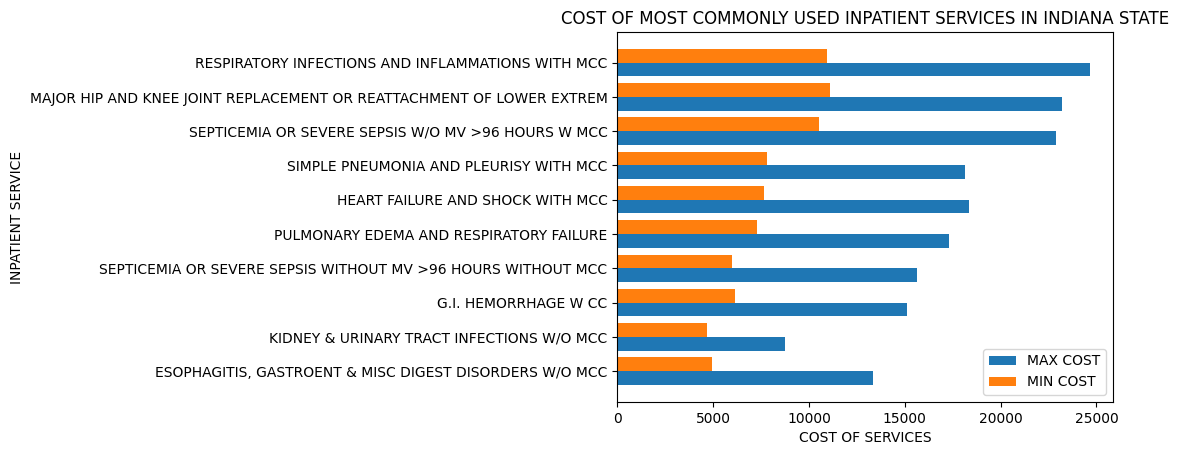 COST OF MOST COMMONLY USED INPATIENT SERVICES IN INDIANA STATE
INPATIENT SERVICE
RESPIRATORY INFECTIONS AND INFLAMMATIONS WITH MCC
MAJOR HIP AND KNEE JOINT REPLACEMENT OR REATTACHMENT OF LOWER EXTREM
SEPTICEMIA OR SEVERE SEPSIS W/O MV >96 HOURS W MCC
SIMPLE PNEUMONIA AND PLEURISY WITH MCC
HEART FAILURE AND SHOCK WITH MCC
PULMONARY EDEMA AND RESPIRATORY FAILURE
SEPTICEMIA OR SEVERE SEPSIS WITHOUT MV >96 HOURS WITHOUT MCC
G.I. HEMORRHAGE W CC
KIDNEY & URINARY TRACT INFECTIONS W/O MCC
ESOPHAGITIS, GASTROENT & MISC DIGEST DISORDERS W/O MCC
MAX COST
MIN COST
0 5000 10000 15000 20000 25000
COST OF SERVICES